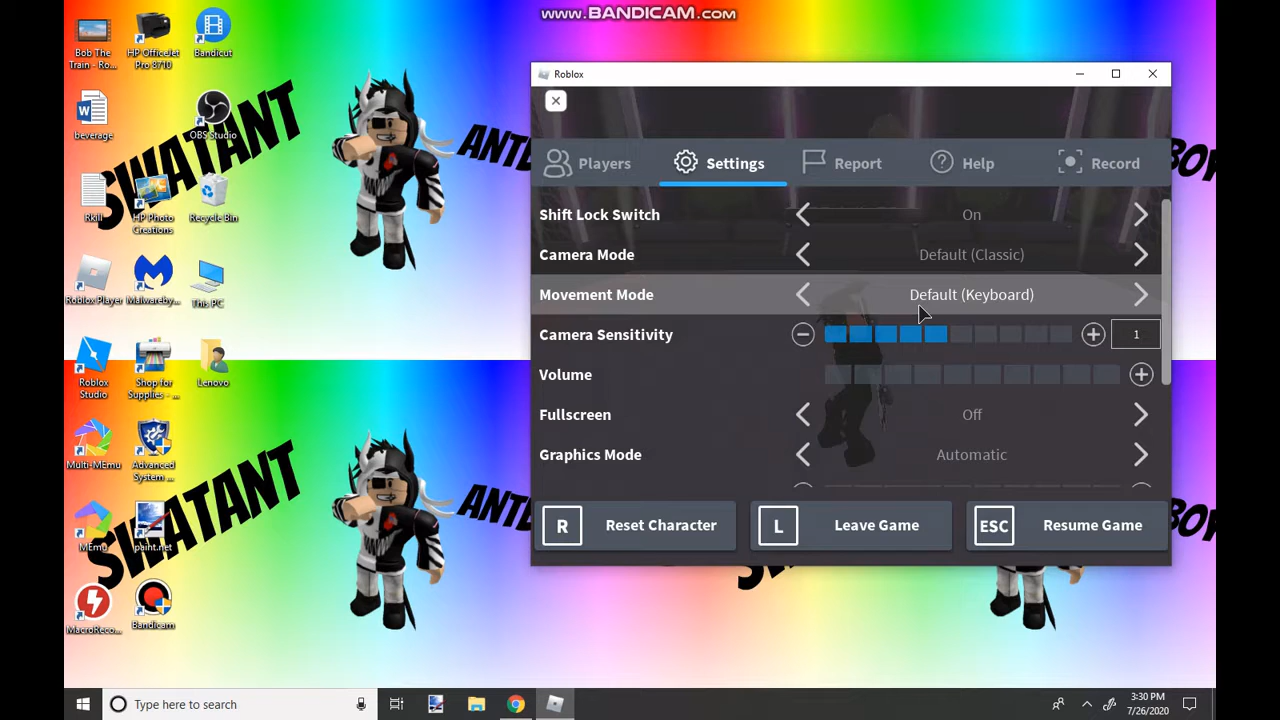 www.BANDICAM.com
Bob The
Train - Ro...
HP OfficeJet
Pro 8710
Bandicut
beverage
OBS Studio
Rkill
HP Photo
Creations
Recycle Bin
Roblox Player
Malwareby...
This PC
Roblox
Studio
Shop for
Supplies - ...
Lenovo
Multi-MEmu
Advanced
System ...
MEmu
paint.net
MacroReco...
Bandicam
SWATANT
SWATANT
Roblox
Players
Settings
Report
Help
Record
Shift Lock Switch
On
Camera Mode
Default (Classic)
Movement Mode
Default (Keyboard)
Camera Sensitivity
1
Volume
Fullscreen
Off
Graphics Mode
Automatic
R
Reset Character
L
Leave Game
ESC
Resume Game
Type here to search
3:30 PM
7/26/2020